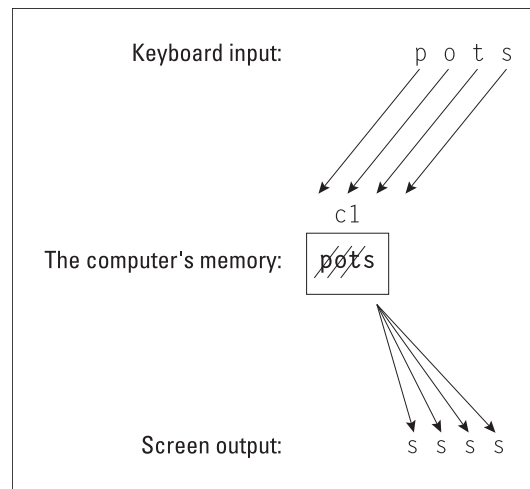 Keyboard input: p o t s
c1
The computer's memory: pots
Screen output: s s s s